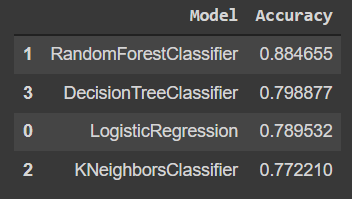 Model Accuracy
1 RandomForestClassifier 0.884655
3 DecisionTreeClassifier 0.798877
0 LogisticRegression 0.789532
2 KNeighborsClassifier 0.772210